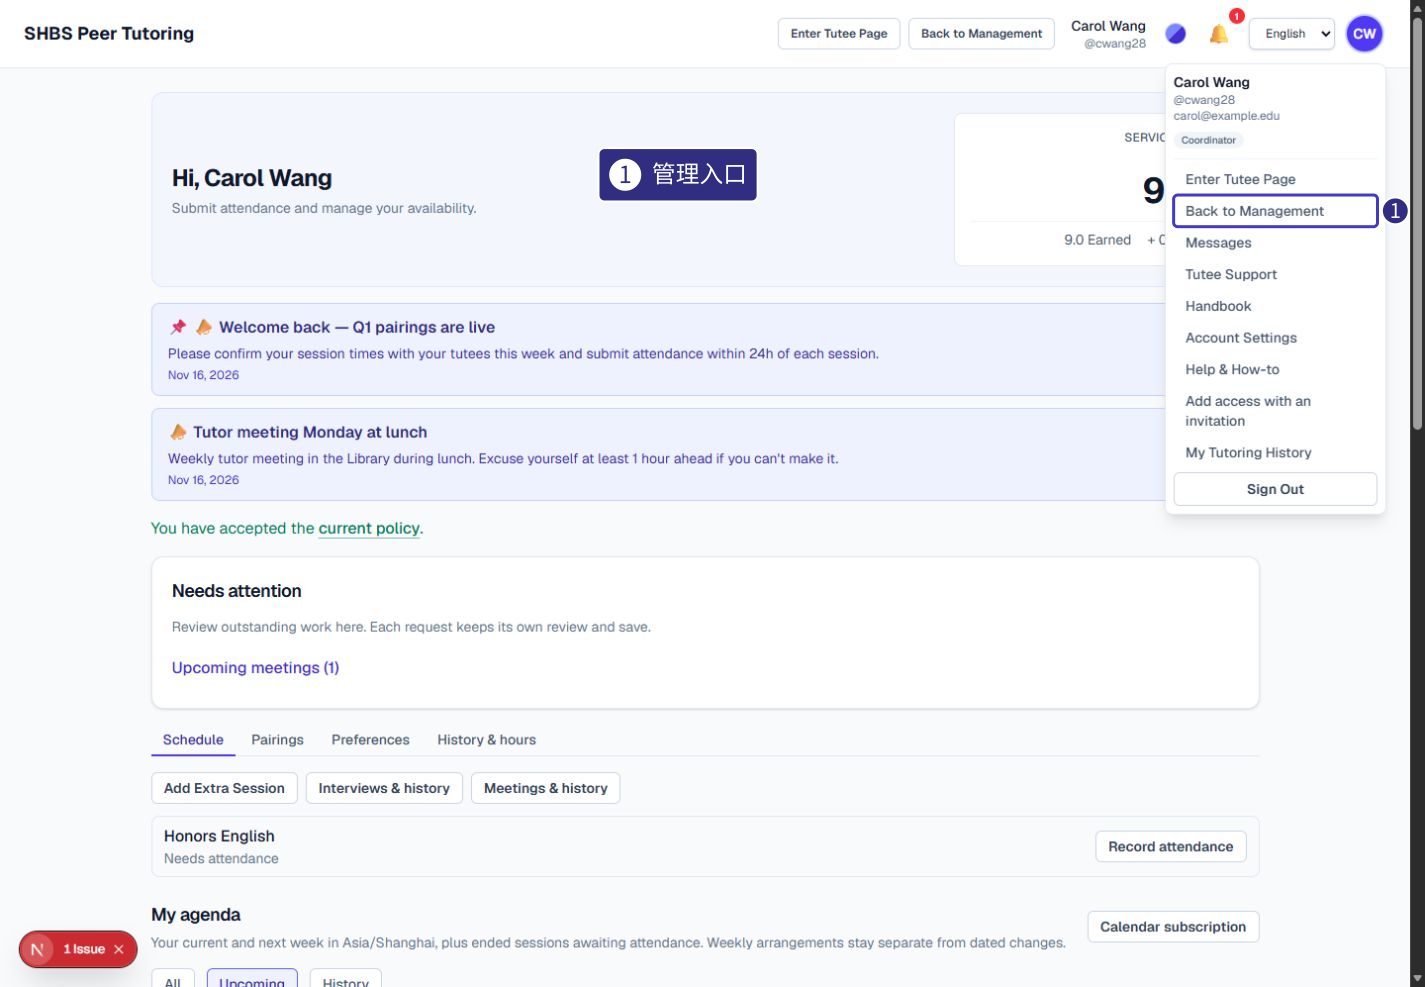 SHBS Peer Tutoring
Enter Tutee Page
Back to Management
Carol Wang
@cwang28
1
English
CW
Carol Wang
@cwang28
carol@example.edu
Coordinator
Enter Tutee Page
Back to Management
1
Messages
Tutee Support
Handbook
Account Settings
Help & How-to
Add access with an
invitation
My Tutoring History
Sign Out
Hi, Carol Wang
Submit attendance and manage your availability.
1 管理入口
SERVIC
9
9.0 Earned
Welcome back — Q1 pairings are live
Please confirm your session times with your tutees this week and submit attendance within 24h of each session.
Nov 16, 2026
Tutor meeting Monday at lunch
Weekly tutor meeting in the Library during lunch. Excuse yourself at least 1 hour ahead if you can't make it.
Nov 16, 2026
You have accepted the current policy.
Needs attention
Review outstanding work here. Each request keeps its own review and save.
Upcoming meetings (1)
Schedule
Pairings
Preferences
History & hours
Add Extra Session
Interviews & history
Meetings & history
Honors English
Needs attendance
Record attendance
My agenda
Your current and next week in Asia/Shanghai, plus ended sessions awaiting attendance. Weekly arrangements stay separate from dated changes.
Calendar subscription
All
Upcoming
History
N 1 Issue ×